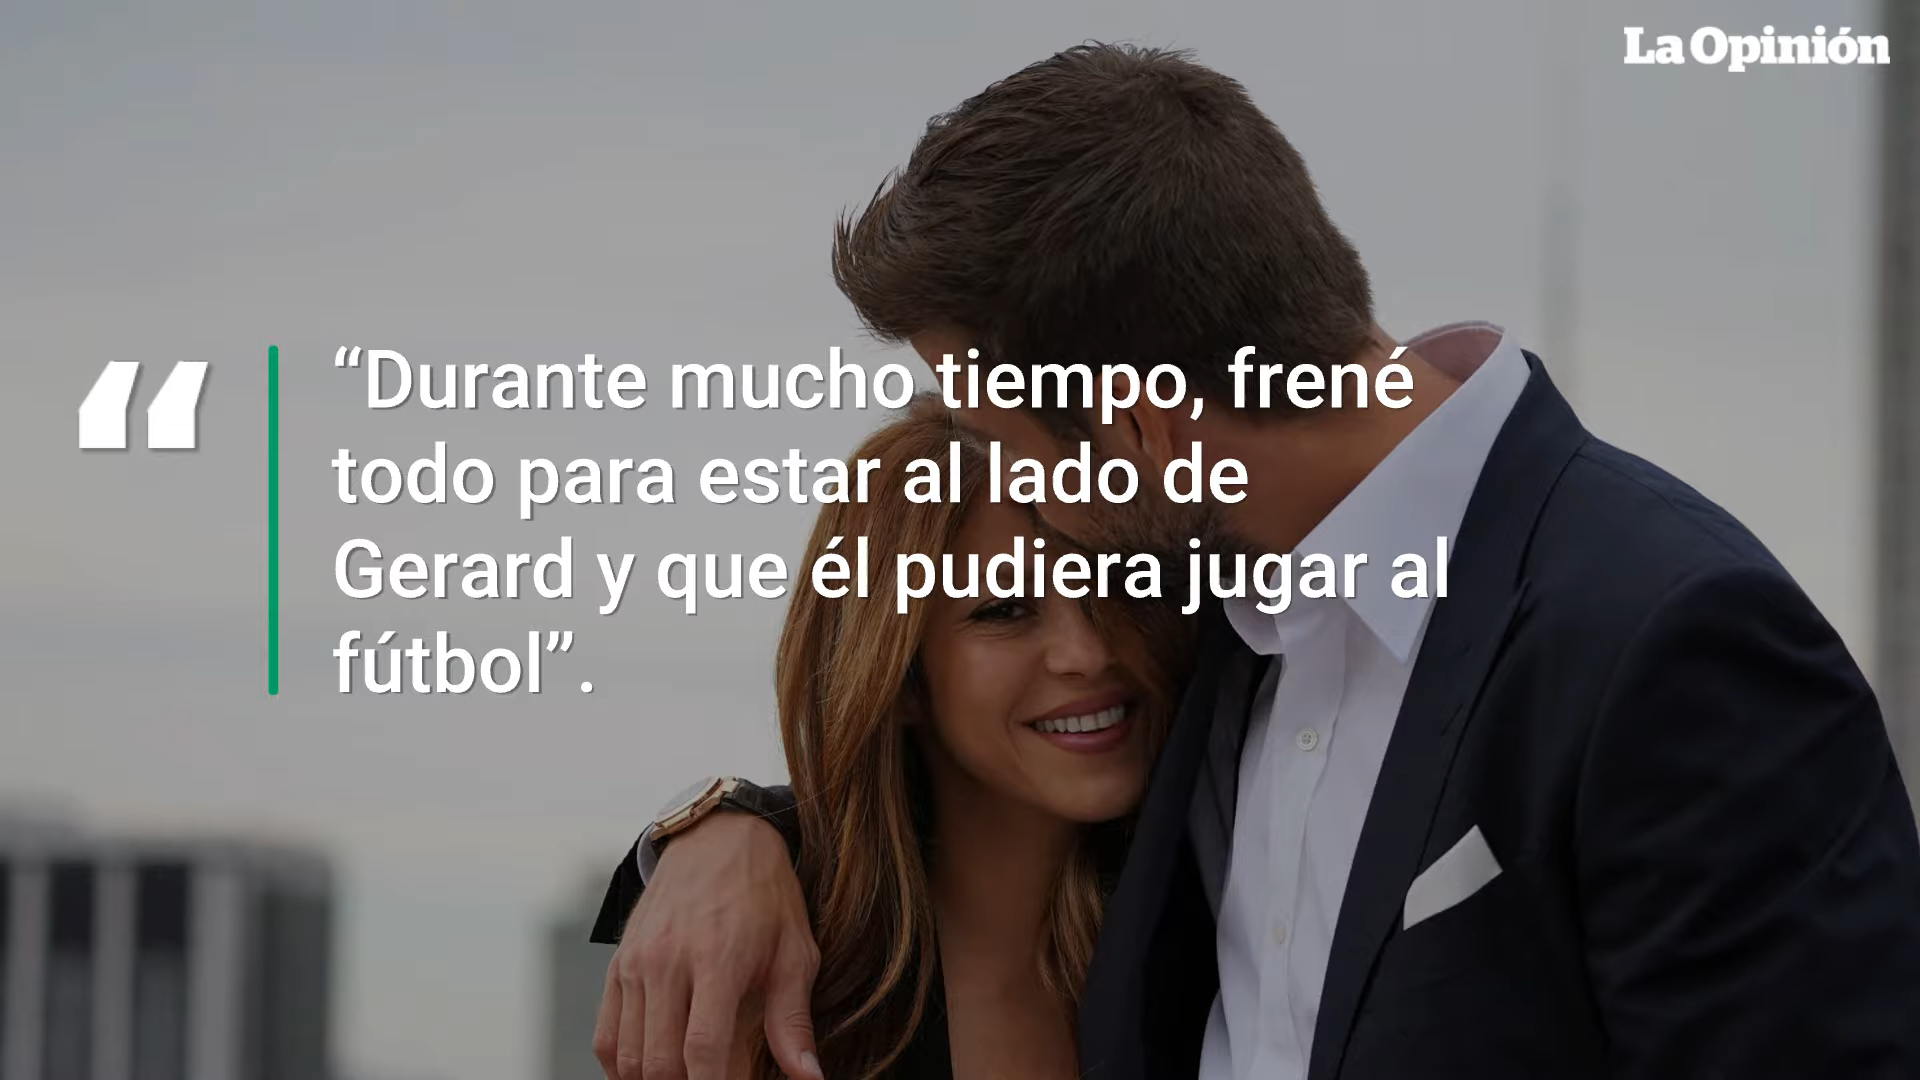 La Opinión
“Durante mucho tiempo, frené
todo para estar al lado de
Gerard y que él pudiera jugar al
fútbol”.